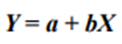 Y = a + bX